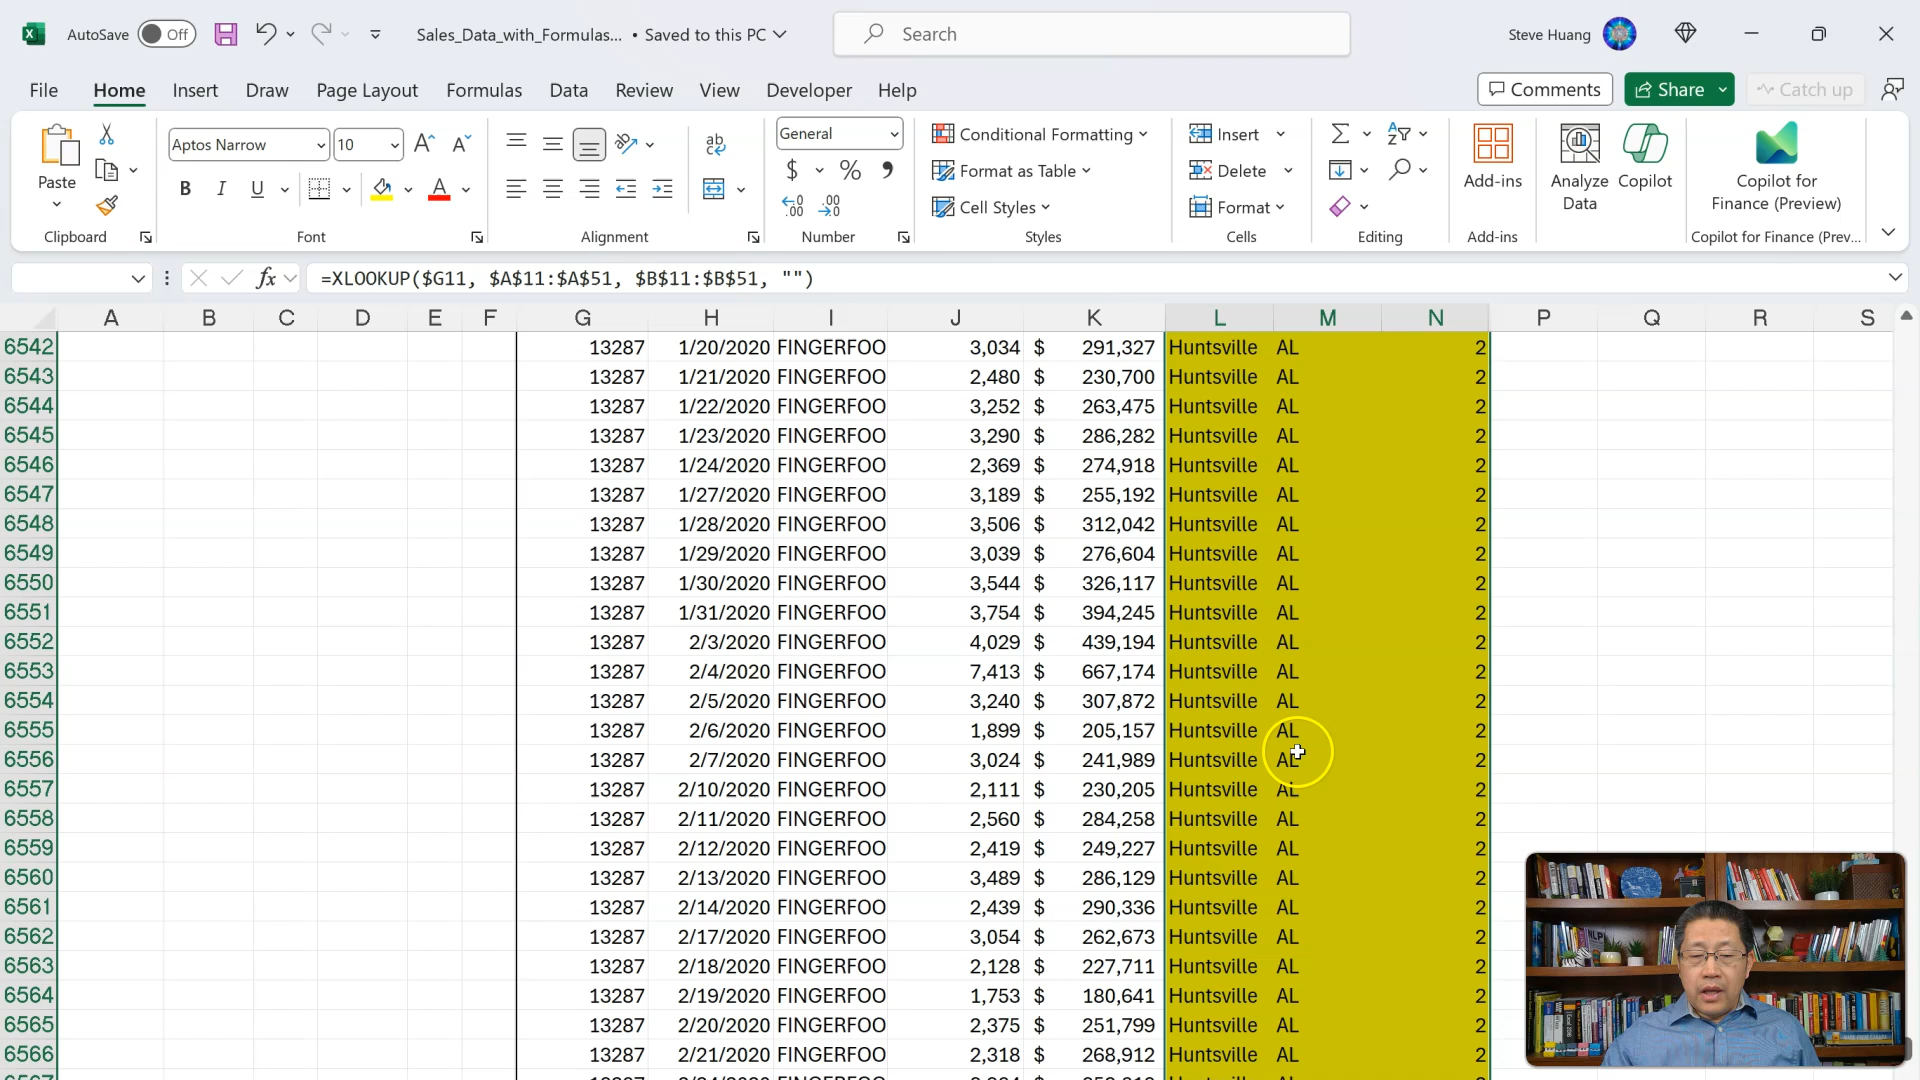 AutoSave Off Sales_Data_with_Formulas... • Saved to this PC Search Steve Huang
File Home Insert Draw Page Layout Formulas Data Review View Developer Help Comments Share Catch up
Paste Aptos Narrow 10 General Conditional Formatting Insert Add-ins Analyze Data Copilot Copilot for Finance (Preview)
B I U A ab $ % Format as Table Delete
Cell Styles Format
Clipboard Font Alignment Number Styles Cells Editing Add-ins Copilot for Finance (Prev...
fx =XLOOKUP($G11, $A$11:$A$51, $B$11:$B$51, "")
A B C D E F G H I J K L M N P Q R S
6542 13287 1/20/2020 FINGERFOO 3,034 $ 291,327 Huntsville AL 2
6543 13287 1/21/2020 FINGERFOO 2,480 $ 230,700 Huntsville AL 2
6544 13287 1/22/2020 FINGERFOO 3,252 $ 263,475 Huntsville AL 2
6545 13287 1/23/2020 FINGERFOO 3,290 $ 286,282 Huntsville AL 2
6546 13287 1/24/2020 FINGERFOO 2,369 $ 274,918 Huntsville AL 2
6547 13287 1/27/2020 FINGERFOO 3,189 $ 255,192 Huntsville AL 2
6548 13287 1/28/2020 FINGERFOO 3,506 $ 312,042 Huntsville AL 2
6549 13287 1/29/2020 FINGERFOO 3,039 $ 276,604 Huntsville AL 2
6550 13287 1/30/2020 FINGERFOO 3,544 $ 326,117 Huntsville AL 2
6551 13287 1/31/2020 FINGERFOO 3,754 $ 394,245 Huntsville AL 2
6552 13287 2/3/2020 FINGERFOO 4,029 $ 439,194 Huntsville AL 2
6553 13287 2/4/2020 FINGERFOO 7,413 $ 667,174 Huntsville AL 2
6554 13287 2/5/2020 FINGERFOO 3,240 $ 307,872 Huntsville AL 2
6555 13287 2/6/2020 FINGERFOO 1,899 $ 205,157 Huntsville AL 2
6556 13287 2/7/2020 FINGERFOO 3,024 $ 241,989 Huntsville AL 2
6557 13287 2/10/2020 FINGERFOO 2,111 $ 230,205 Huntsville AL 2
6558 13287 2/11/2020 FINGERFOO 2,560 $ 284,258 Huntsville AL 2
6559 13287 2/12/2020 FINGERFOO 2,419 $ 249,227 Huntsville AL 2
6560 13287 2/13/2020 FINGERFOO 3,489 $ 286,129 Huntsville AL 2
6561 13287 2/14/2020 FINGERFOO 2,439 $ 290,336 Huntsville AL 2
6562 13287 2/17/2020 FINGERFOO 3,054 $ 262,673 Huntsville AL 2
6563 13287 2/18/2020 FINGERFOO 2,128 $ 227,711 Huntsville AL 2
6564 13287 2/19/2020 FINGERFOO 1,753 $ 180,641 Huntsville AL 2
6565 13287 2/20/2020 FINGERFOO 2,375 $ 251,799 Huntsville AL 2
6566 13287 2/21/2020 FINGERFOO 2,318 $ 268,912 Huntsville AL 2